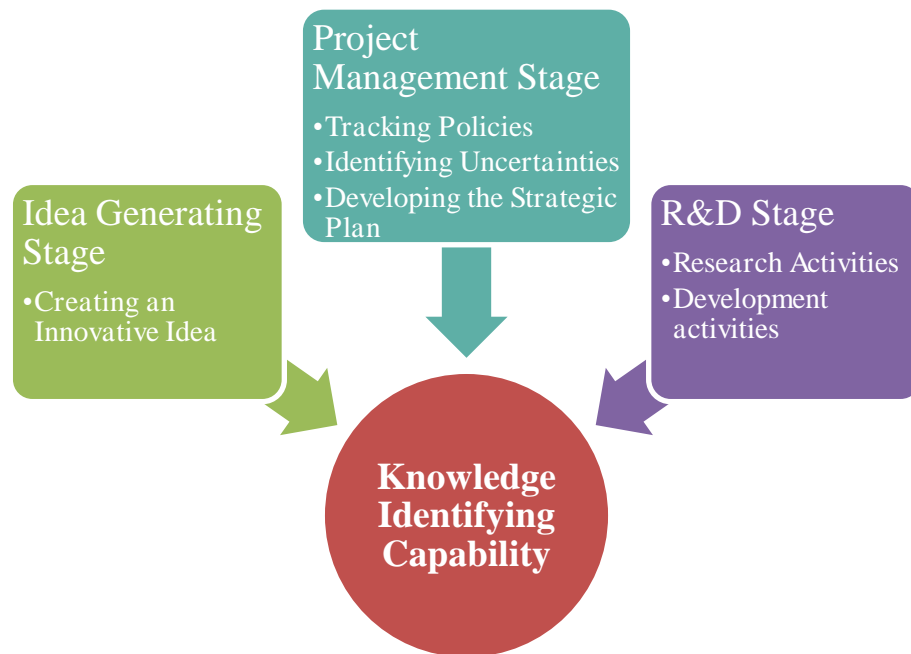 Project
Management Stage
•Tracking Policies
•Identifying Uncertainties
•Developing the Strategic
Plan
Idea Generating
Stage
•Creating an
Innovative Idea
R&D Stage
•Research Activities
•Development
activities
Knowledge
Identifying
Capability